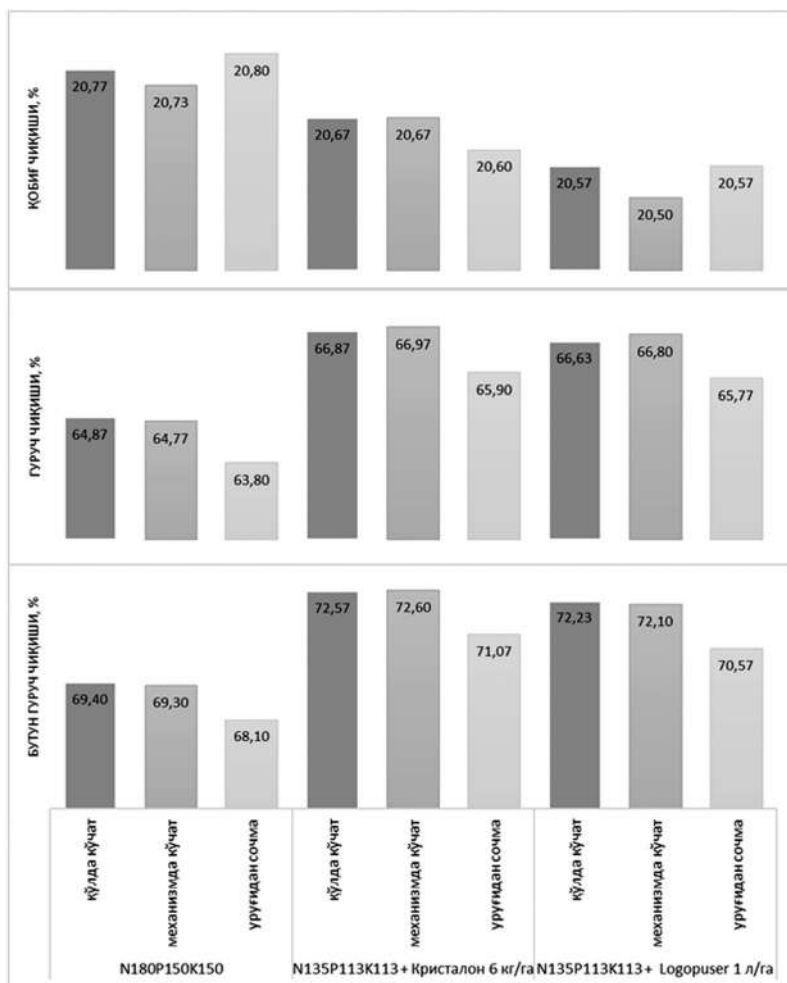 ҚОБИҒ ЧИҚИШИ, %
20,77
20,73
20,80
20,67
20,67
20,60
20,57
20,50
20,57
ГУРУЧ ЧИҚИШИ, %
64,87
64,77
63,80
66,87
66,97
65,90
66,63
66,80
65,77
БУТУН ГУРУЧ ЧИҚИШИ, %
69,40
69,30
68,10
72,57
72,60
71,07
72,23
72,10
70,57
қўлда кўчат
механизмда кўчат
уруғидан сочма
қўлда кўчат
механизмда кўчат
уруғидан сочма
қўлда кўчат
механизмда кўчат
уруғидан сочма
N180P150K150
N135P113K113+ Кристалон 6 кг/га
N135P113K113+ Logopuser 1 л/га